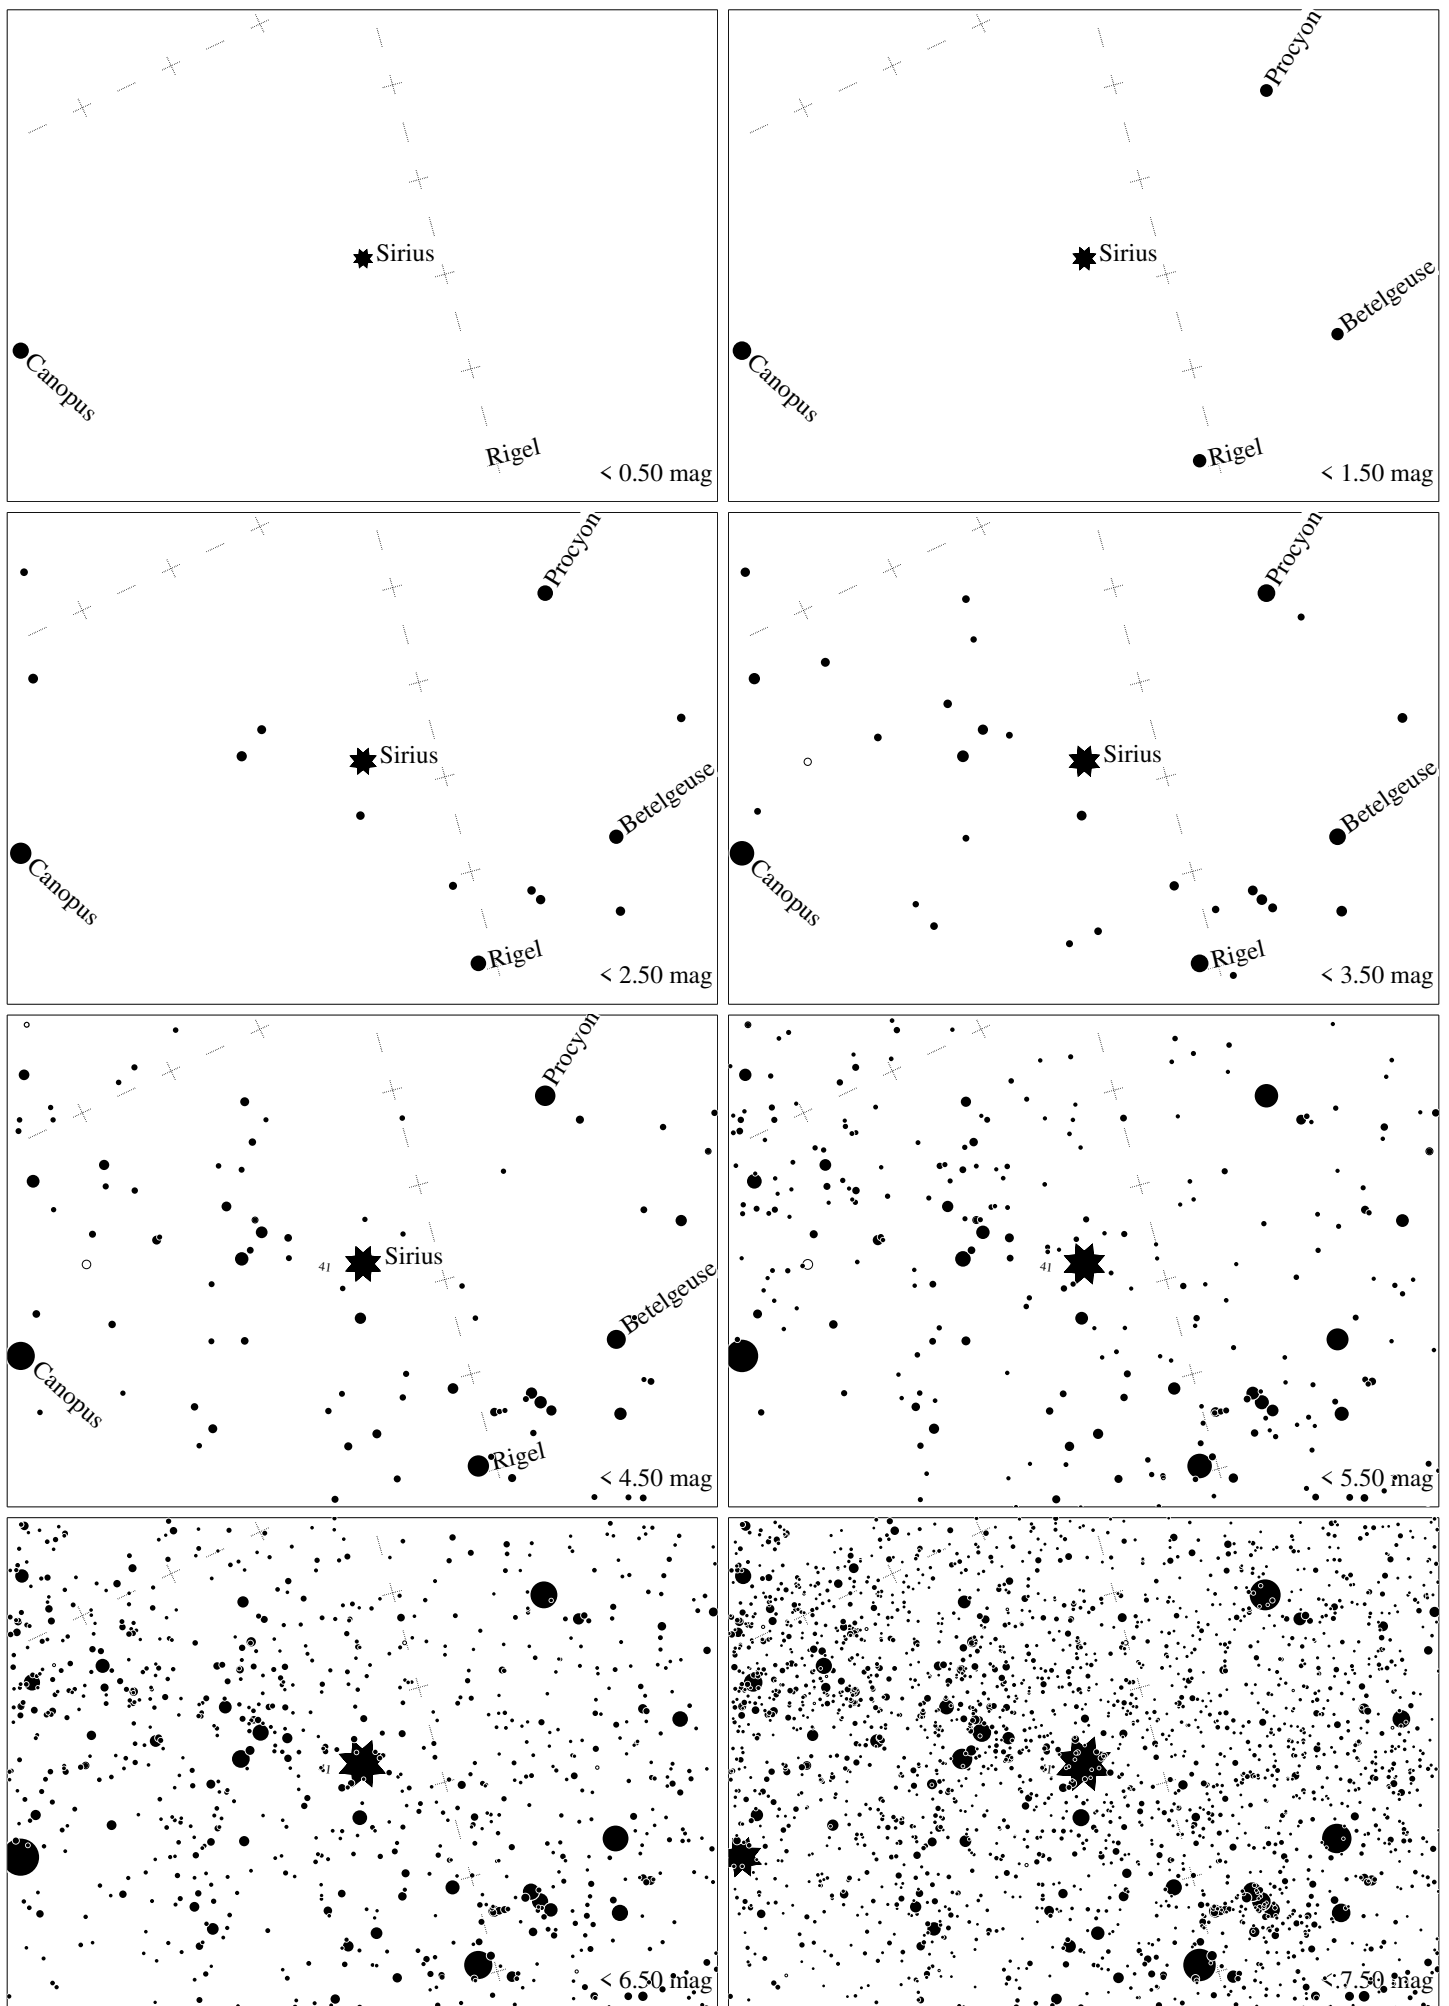 Sirius
Canopus
Rigel
< 0.50 mag
Procyon
Sirius
Betelgeuse
Canopus
Rigel
< 1.50 mag
Procyon
Sirius
Betelgeuse
Canopus
Rigel
< 2.50 mag
Procyon
Sirius
Betelgeuse
Canopus
Rigel
< 3.50 mag
Procyon
41
Sirius
Betelgeuse
Canopus
Rigel
< 4.50 mag
41
< 5.50 mag
41
< 6.50 mag
< 7.50 mag